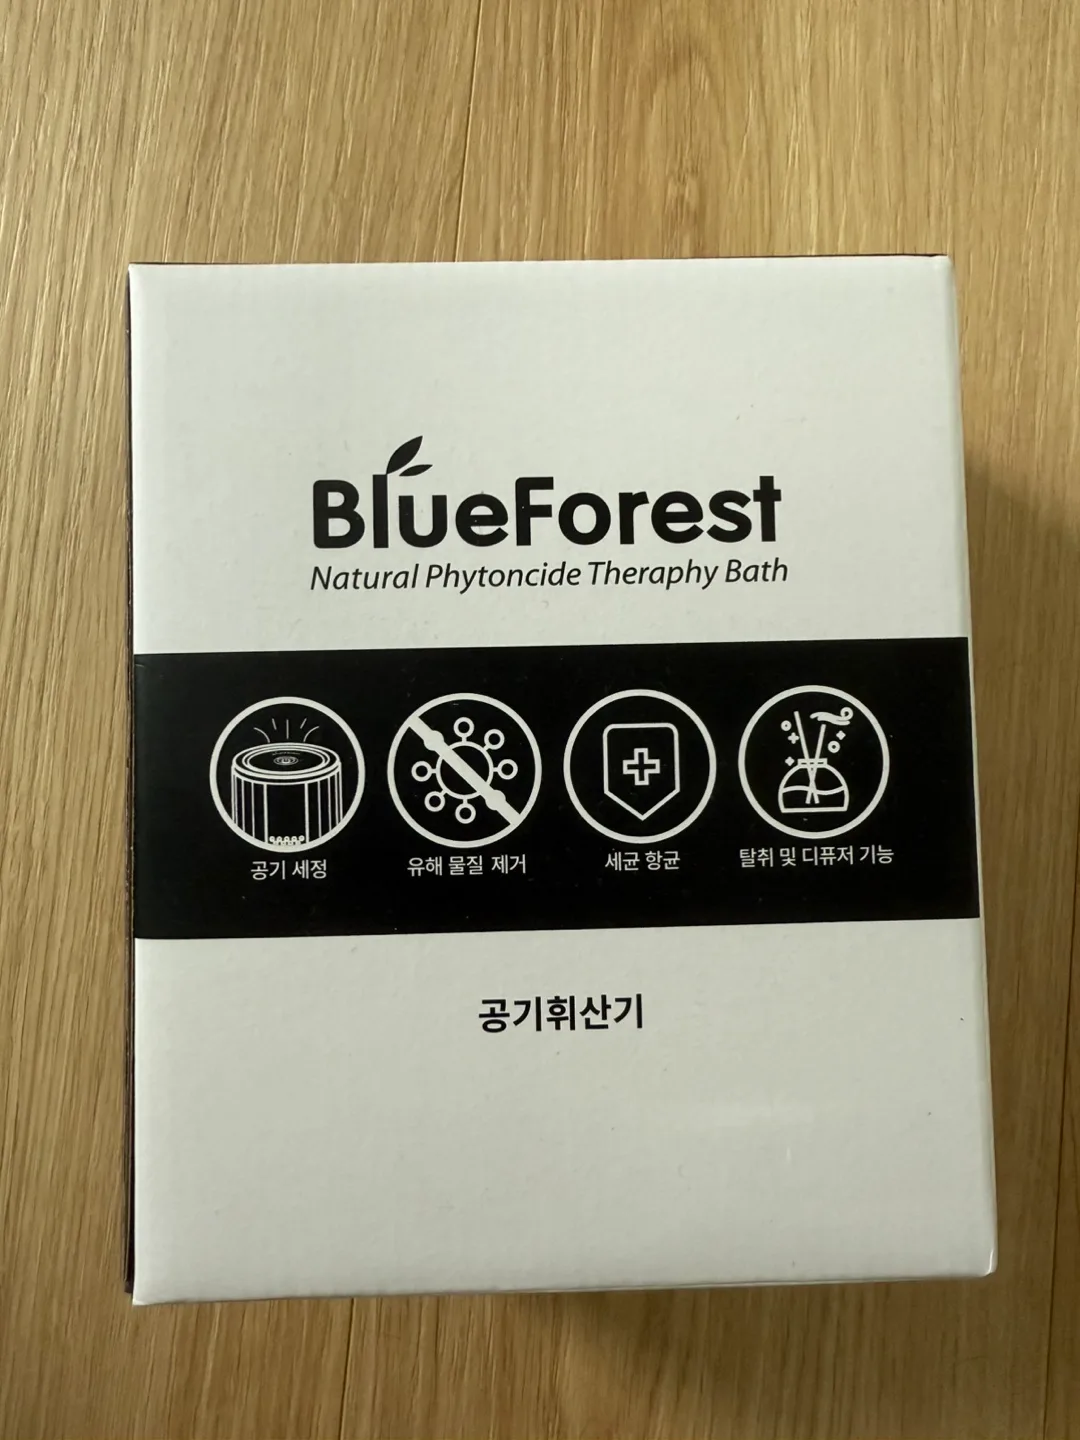 BlueForest
Natural Phytoncide Theraphy Bath
공기 세정
유해 물질 제거
세균 항균
탈취 및 디퓨저 기능
공기휘산기